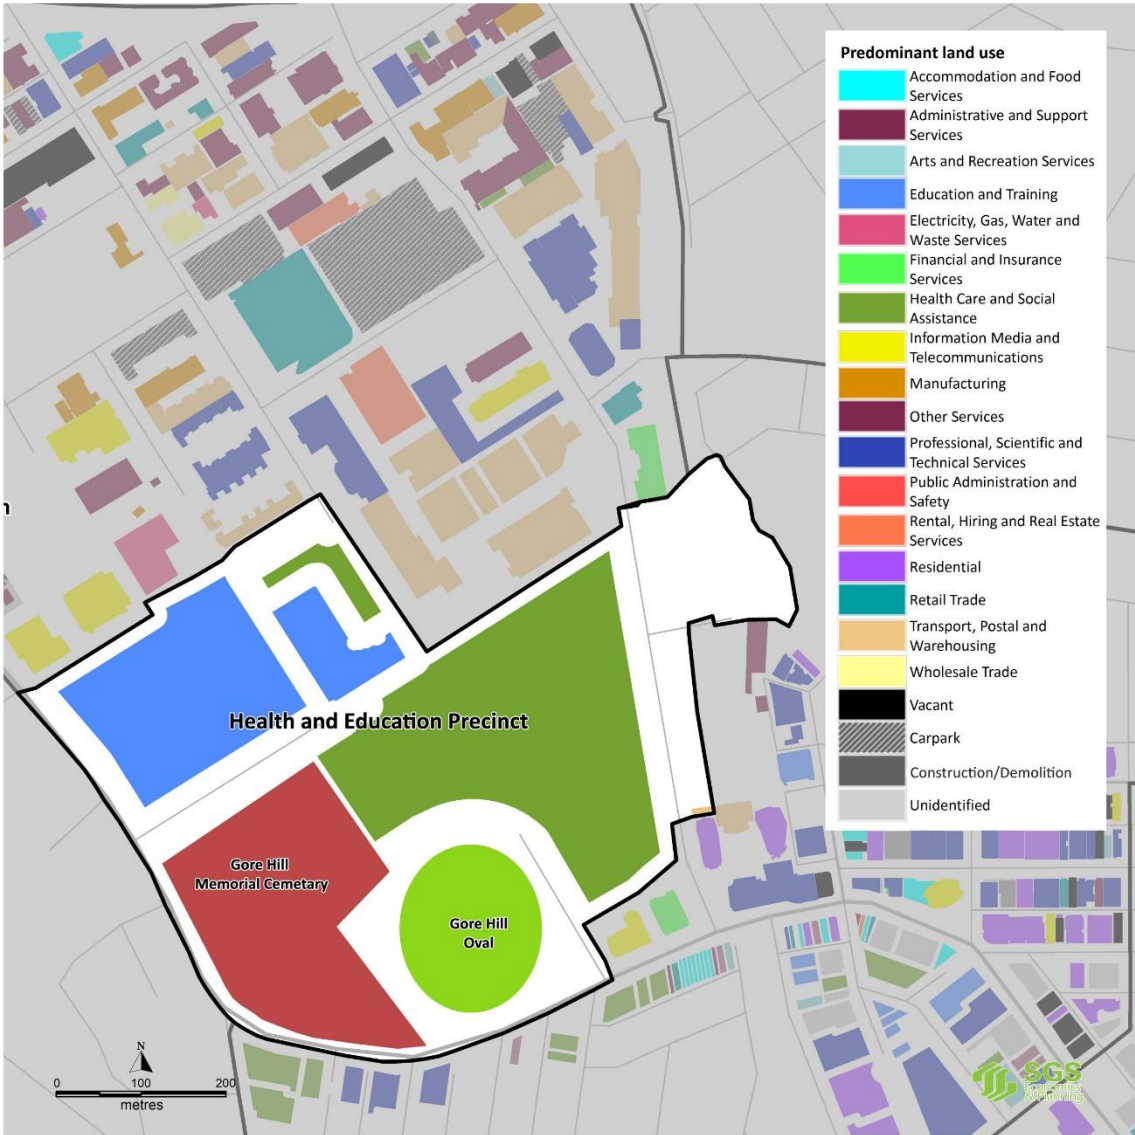 Predominant land use
Accommodation and Food
Services
Administrative and Support
Services
Arts and Recreation Services
Education and Training
Electricity, Gas, Water and
Waste Services
Financial and Insurance
Services
Health Care and Social
Assistance
Information Media and
Telecommunications
Manufacturing
Other Services
Professional, Scientific and
Technical Services
Public Administration and
Safety
Rental, Hiring and Real Estate
Services
Residential
Retail Trade
Transport, Postal and
Warehousing
Wholesale Trade
Vacant
Carpark
Construction/Demolition
Unidentified
n
Health and Education Precinct
Gore Hill
Memorial Cemetary
Gore Hill
Oval
N
0 100 200
metres
SGS
Economics
& Planning